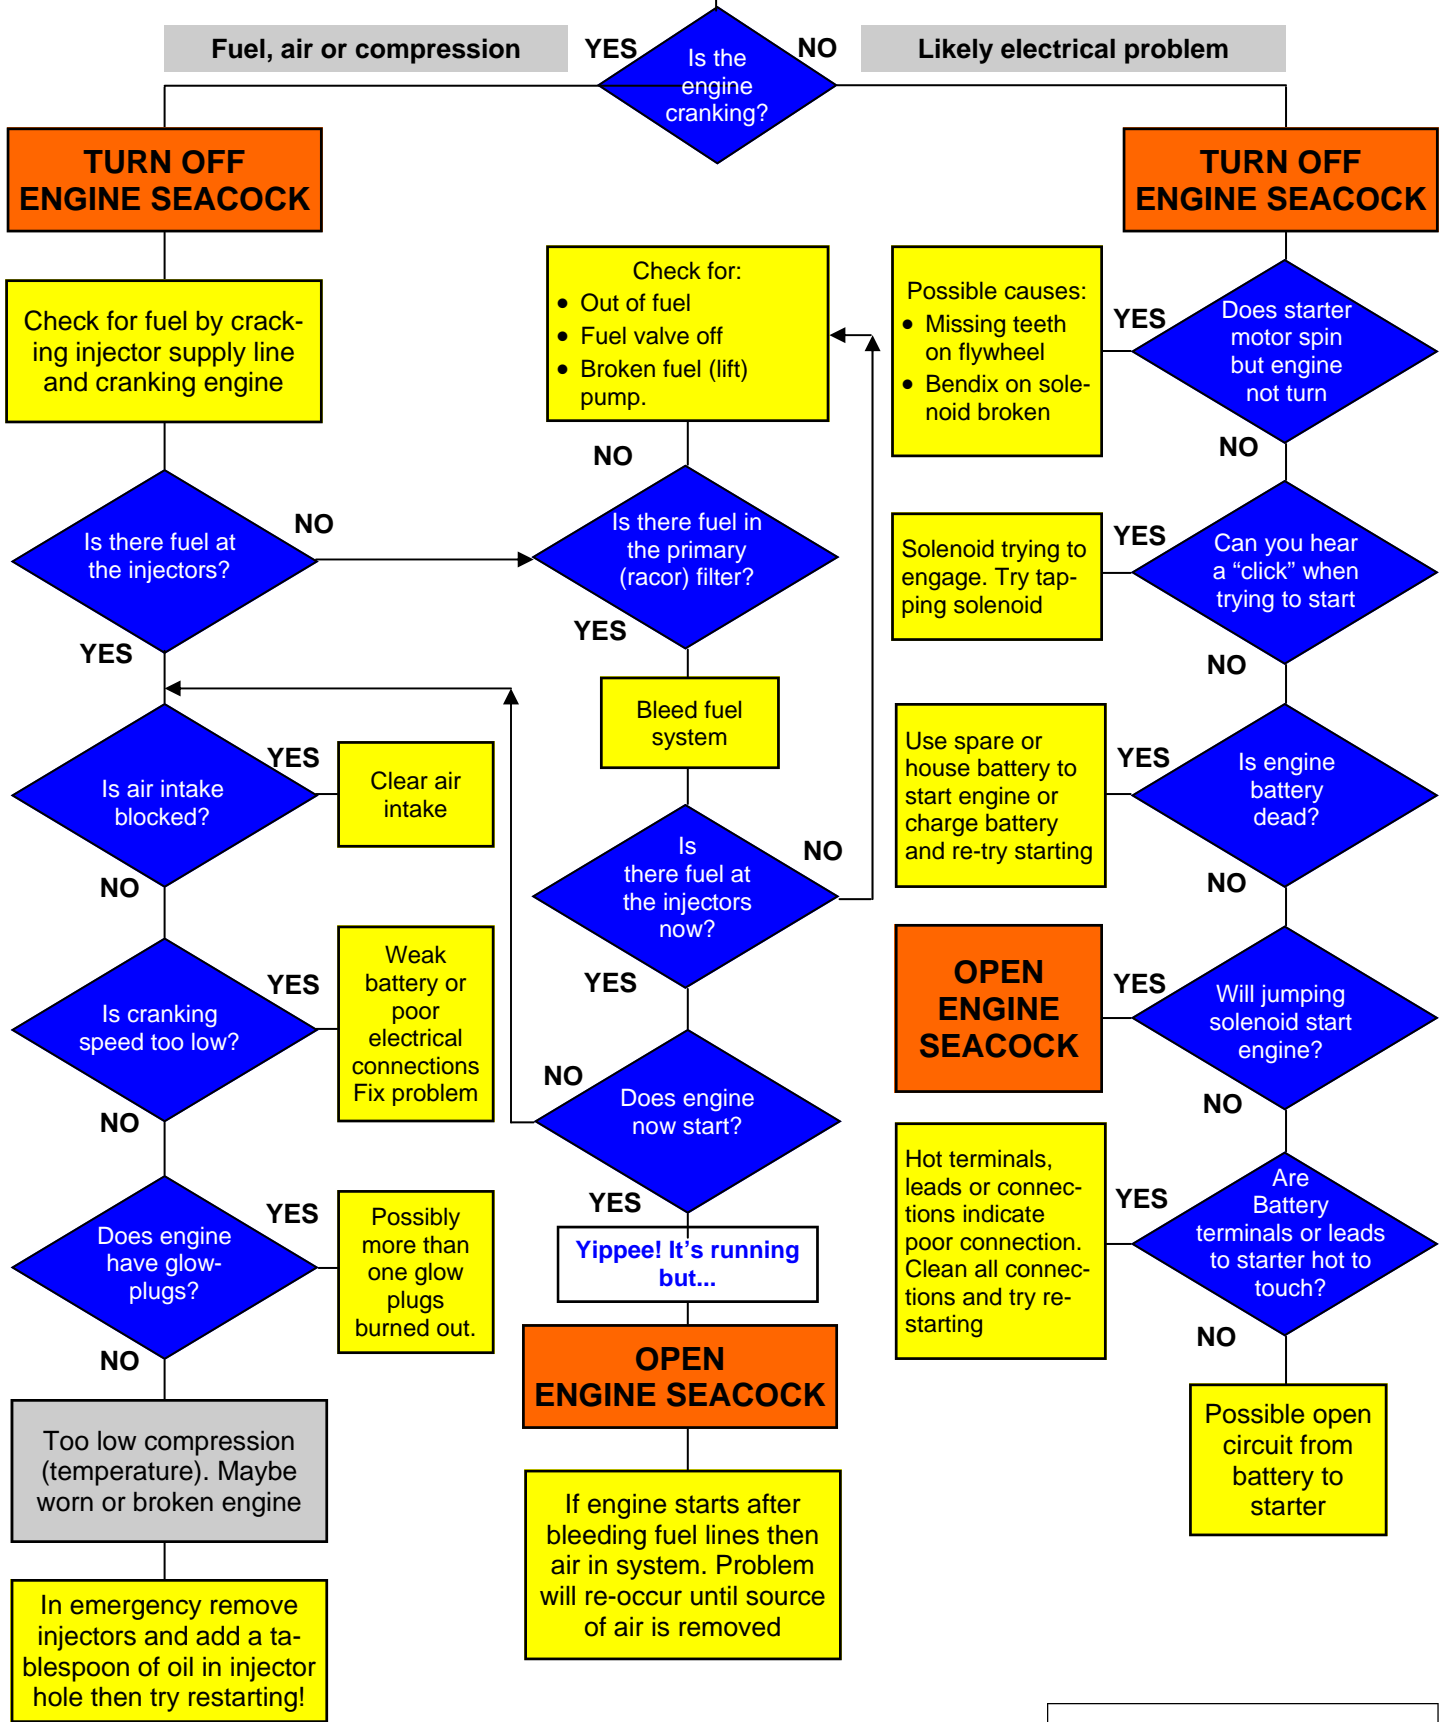 Fuel, air or compression
YES
Is the
engine
cranking?
NO
Likely electrical problem
TURN OFF
ENGINE SEACOCK
Check for fuel by crack-
ing injector supply line
and cranking engine
Is there fuel at
the injectors?
NO
YES
Is air intake
blocked?
YES
Clear air
intake
NO
Is cranking
speed too low?
YES
Weak
battery or
poor
electrical
connections
Fix problem
NO
Does engine
have glow-
plugs?
YES
Possibly
more than
one glow
plugs
burned out.
NO
Too low compression
(temperature). Maybe
worn or broken engine
In emergency remove
injectors and add a ta-
blespoon of oil in injector
hole then try restarting!
Check for:
• Out of fuel
• Fuel valve off
• Broken fuel (lift)
pump.
NO
Is there fuel in
the primary
(racor) filter?
YES
Bleed fuel
system
Is
there fuel at
the injectors
now?
NO
YES
Does engine
now start?
NO
YES
Yippee! It’s running
but...
OPEN
ENGINE SEACOCK
If engine starts after
bleeding fuel lines then
air in system. Problem
will re-occur until source
of air is removed
TURN OFF
ENGINE SEACOCK
Does starter
motor spin
but engine
not turn
YES
Possible causes:
• Missing teeth
on flywheel
• Bendix on sole-
noid broken
NO
Can you hear
a “click” when
trying to start
YES
Solenoid trying to
engage. Try tap-
ping solenoid
NO
Is engine
battery
dead?
YES
Use spare or
house battery to
start engine or
charge battery
and re-try starting
NO
Will jumping
solenoid start
engine?
YES
OPEN
ENGINE
SEACOCK
NO
Are
Battery
terminals or leads
to starter hot to
touch?
YES
Hot terminals,
leads or connec-
tions indicate
poor connection.
Clean all connec-
tions and try re-
starting
NO
Possible open
circuit from
battery to
starter